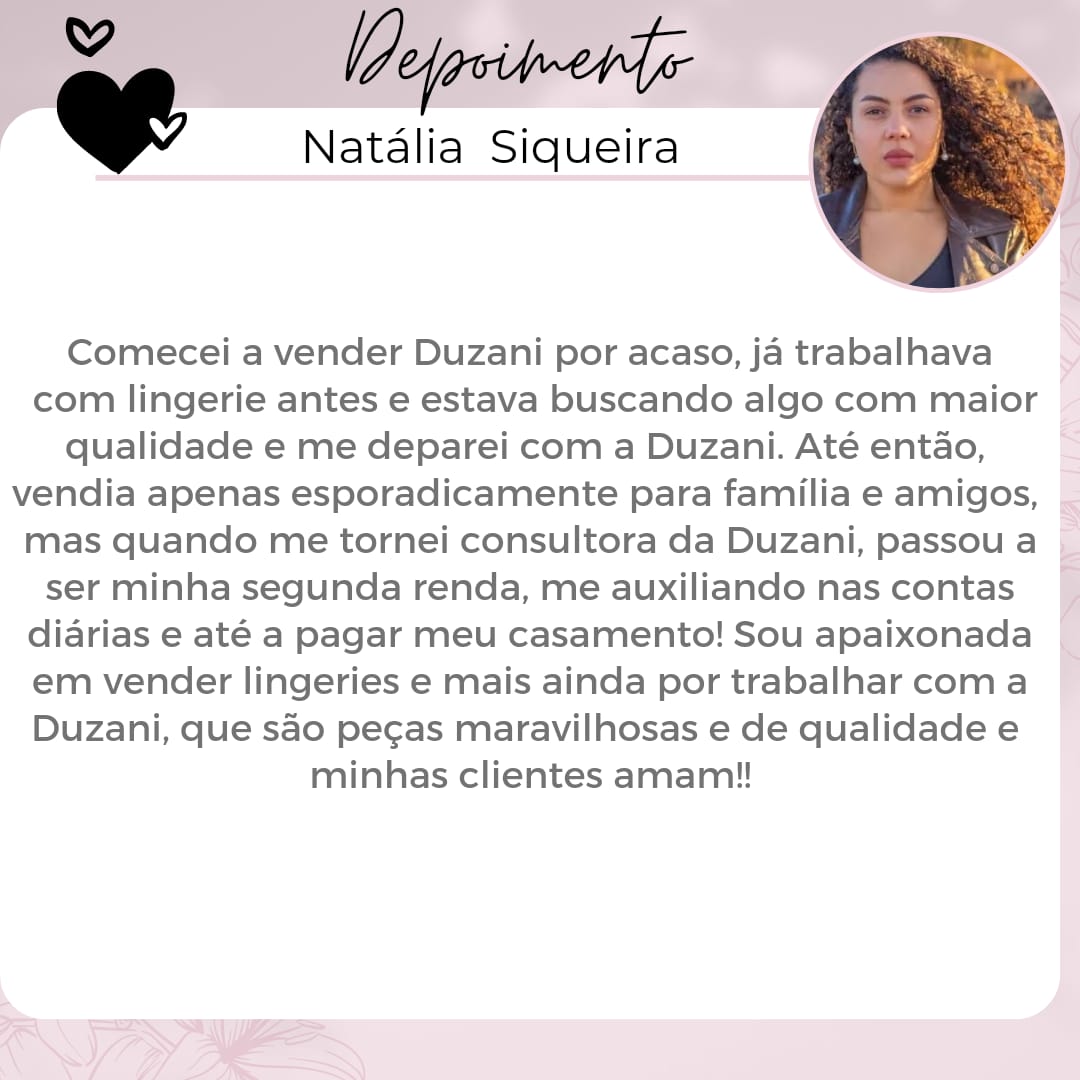 Depoimento
Natália Siqueira
Comecei a vender Duzani por acaso, já trabalhava
com lingerie antes e estava buscando algo com maior
qualidade e me deparei com a Duzani. Até então,
vendia apenas esporadicamente para família e amigos,
mas quando me tornei consultora da Duzani, passou a
ser minha segunda renda, me auxiliando nas contas
diárias e até a pagar meu casamento! Sou apaixonada
em vender lingeries e mais ainda por trabalhar com a
Duzani, que são peças maravilhosas e de qualidade e
minhas clientes amam!!